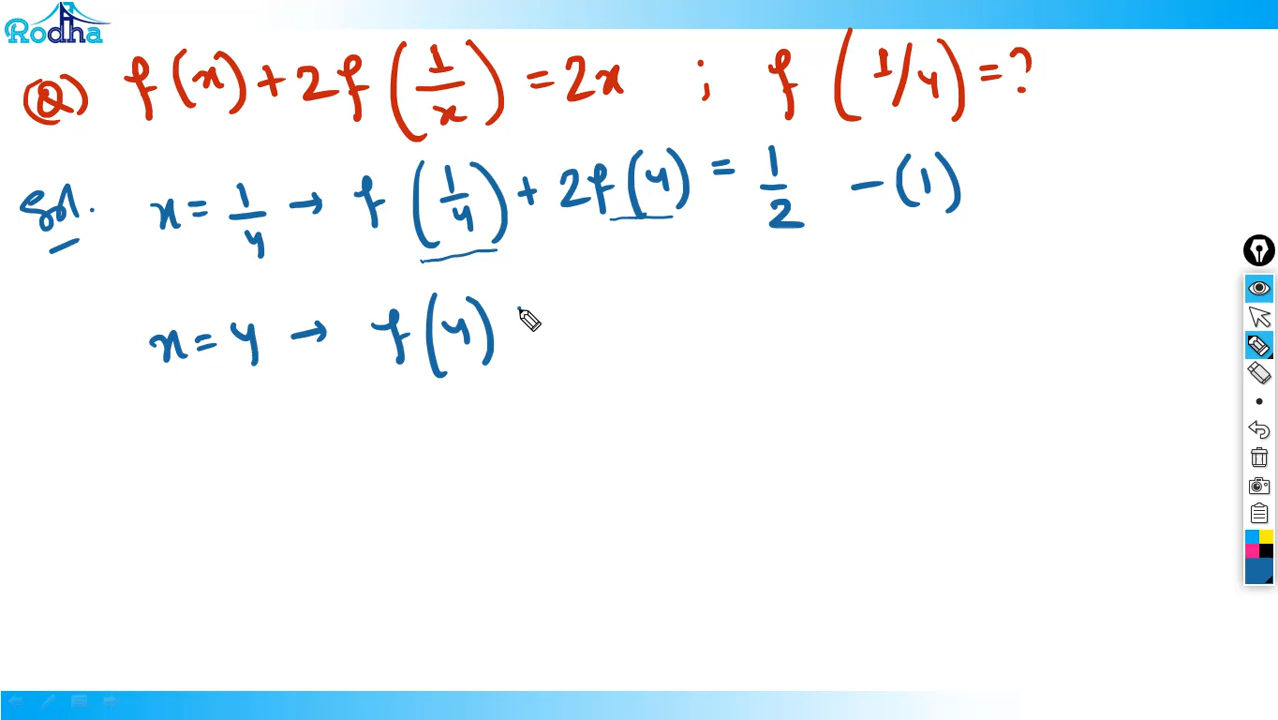 Rodha
(Q) f(x) + 2f(1/x) = 2x ; f(1/4) = ?
Sol. x = 1/4 → f(1/4) + 2f(4) = 1/2 - (1)
x = 4 → f(4)